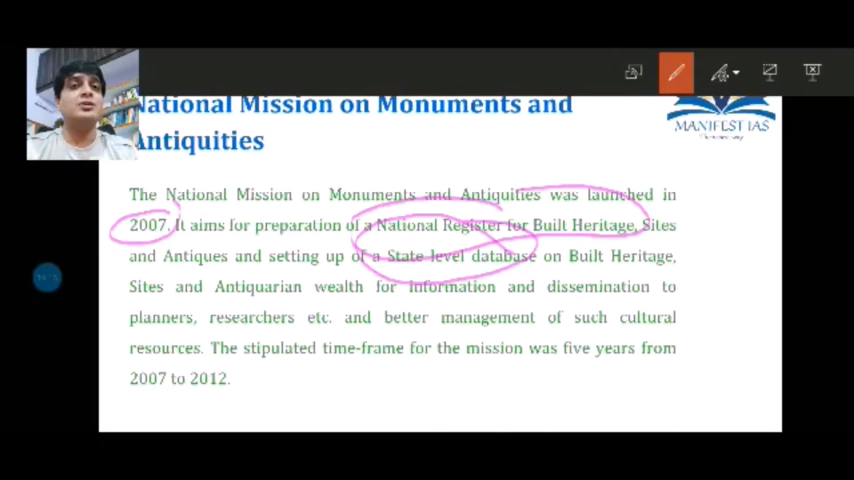 National Mission on Monuments and
Antiquities
MANIFEST IAS
The National Mission on Monuments and Antiquities was launched in
2007. It aims for preparation of a National Register for Built Heritage, Sites
and Antiques and setting up of a State level database on Built Heritage,
Sites and Antiquarian wealth for information and dissemination to
planners, researchers etc. and better management of such cultural
resources. The stipulated time-frame for the mission was five years from
2007 to 2012.